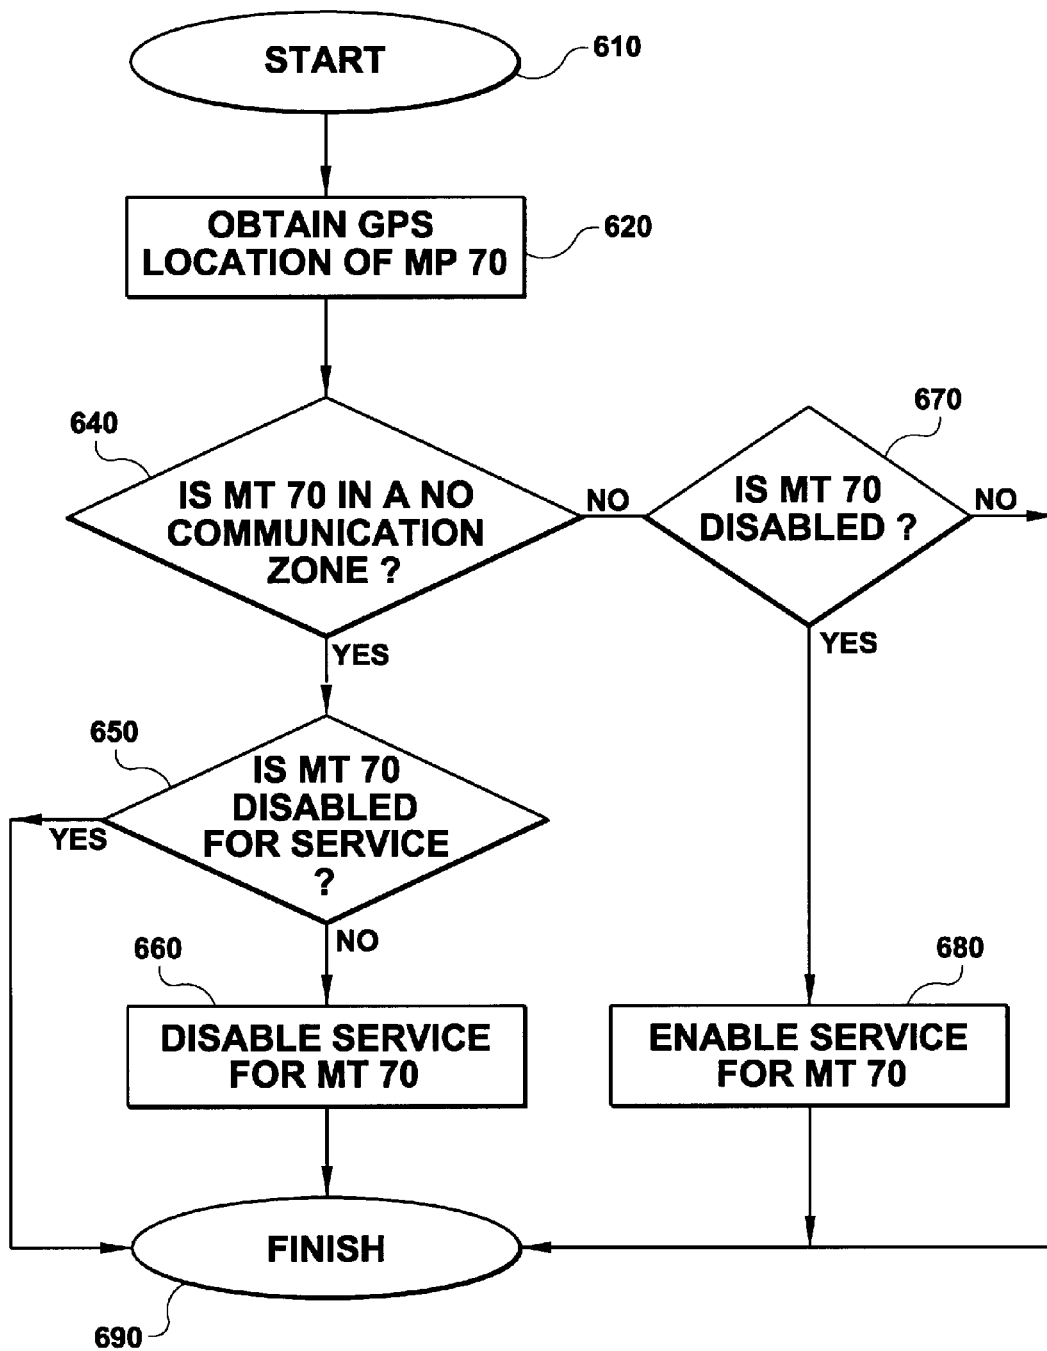 START
610
OBTAIN GPS
LOCATION OF MP 70
620
640
IS MT 70 IN A NO
COMMUNICATION
ZONE ?
NO
YES
670
IS MT 70
DISABLED ?
NO
YES
650
IS MT 70
DISABLED
FOR SERVICE
?
YES
NO
660
DISABLE SERVICE
FOR MT 70
680
ENABLE SERVICE
FOR MT 70
FINISH
690